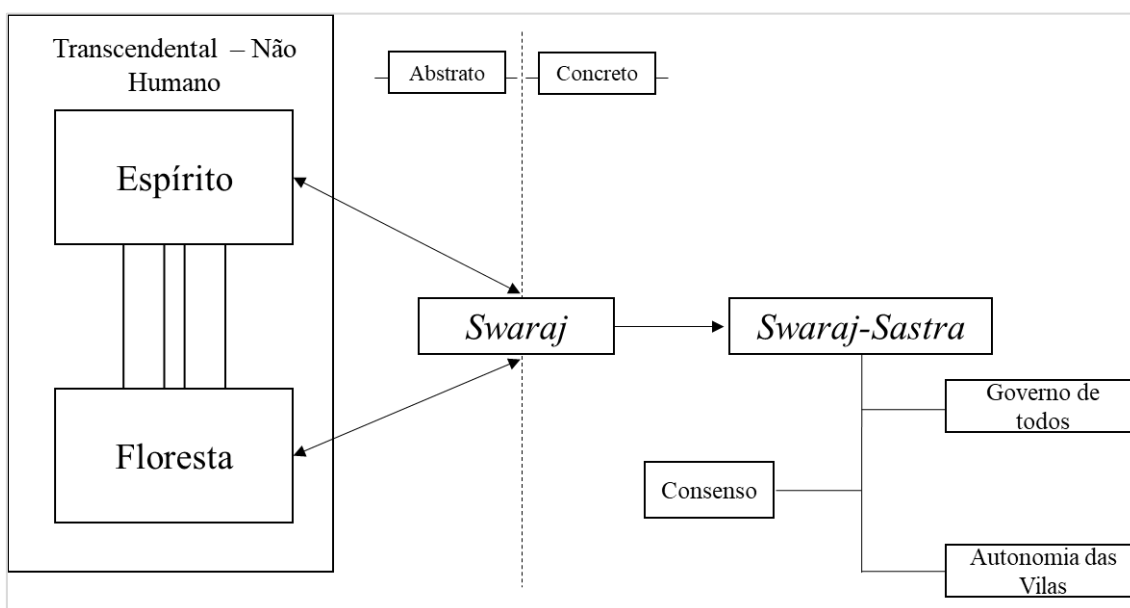 Transcendental – Não
Humano
Abstrato
Concreto
Espírito
Swaraj
Swaraj-Sastra
Governo de
todos
Floresta
Consenso
Autonomia das
Vilas